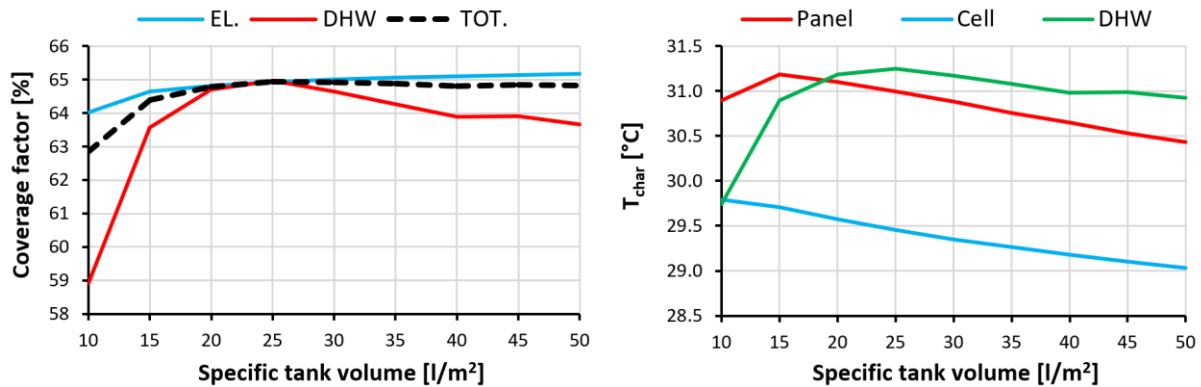 EL. DHW TOT.
Coverage factor [%]
66
65
64
63
62
61
60
59
58
10 15 20 25 30 35 40 45 50
Specific tank volume [l/m²]
Panel Cell DHW
T_char [°C]
31.5
31.0
30.5
30.0
29.5
29.0
28.5
10 15 20 25 30 35 40 45 50
Specific tank volume [l/m²]